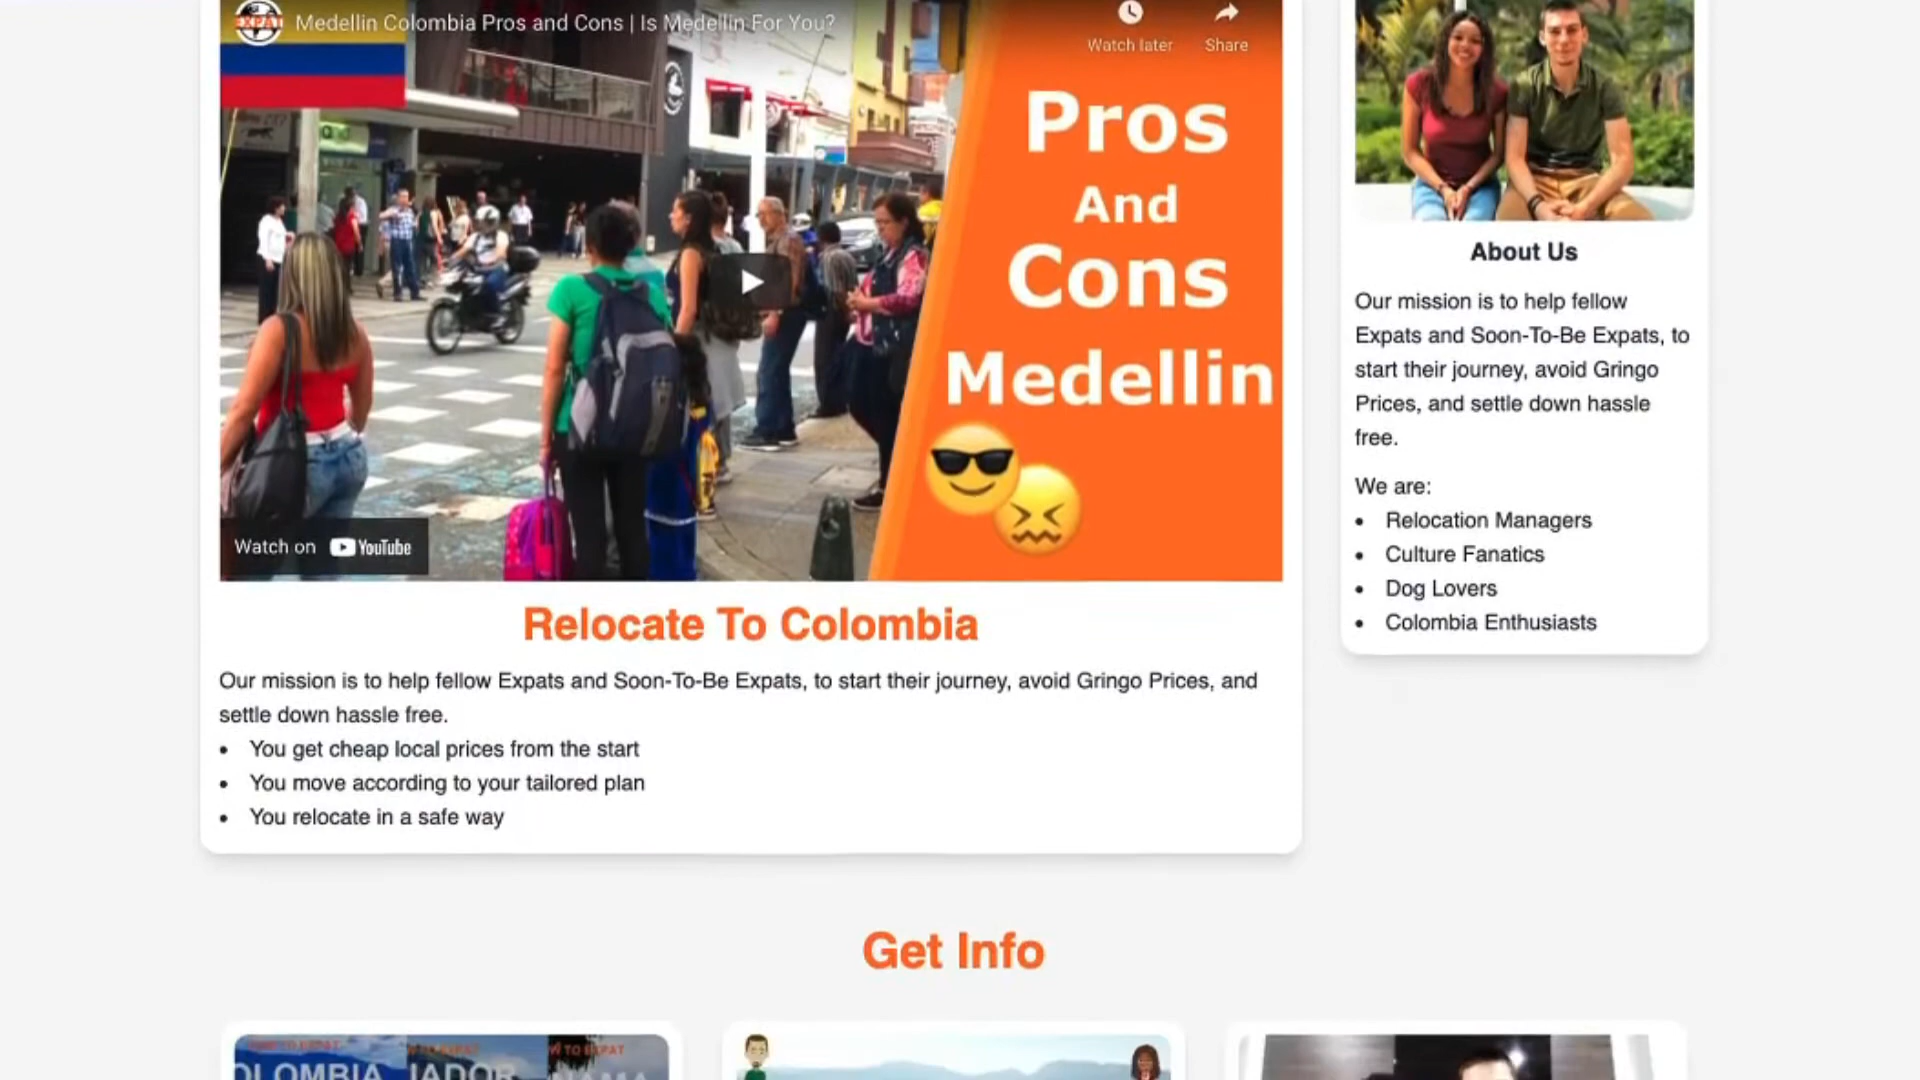 EXPAT
Medellin Colombia Pros and Cons | Is Medellin For You?
Watch later
Share
Pros
And
Cons
Medellin
Watch on YouTube
Relocate To Colombia
Our mission is to help fellow Expats and Soon-To-Be Expats, to start their journey, avoid Gringo Prices, and
settle down hassle free.
• You get cheap local prices from the start
• You move according to your tailored plan
• You relocate in a safe way
About Us
Our mission is to help fellow
Expats and Soon-To-Be Expats, to
start their journey, avoid Gringo
Prices, and settle down hassle
free.
We are:
• Relocation Managers
• Culture Fanatics
• Dog Lovers
• Colombia Enthusiasts
Get Info